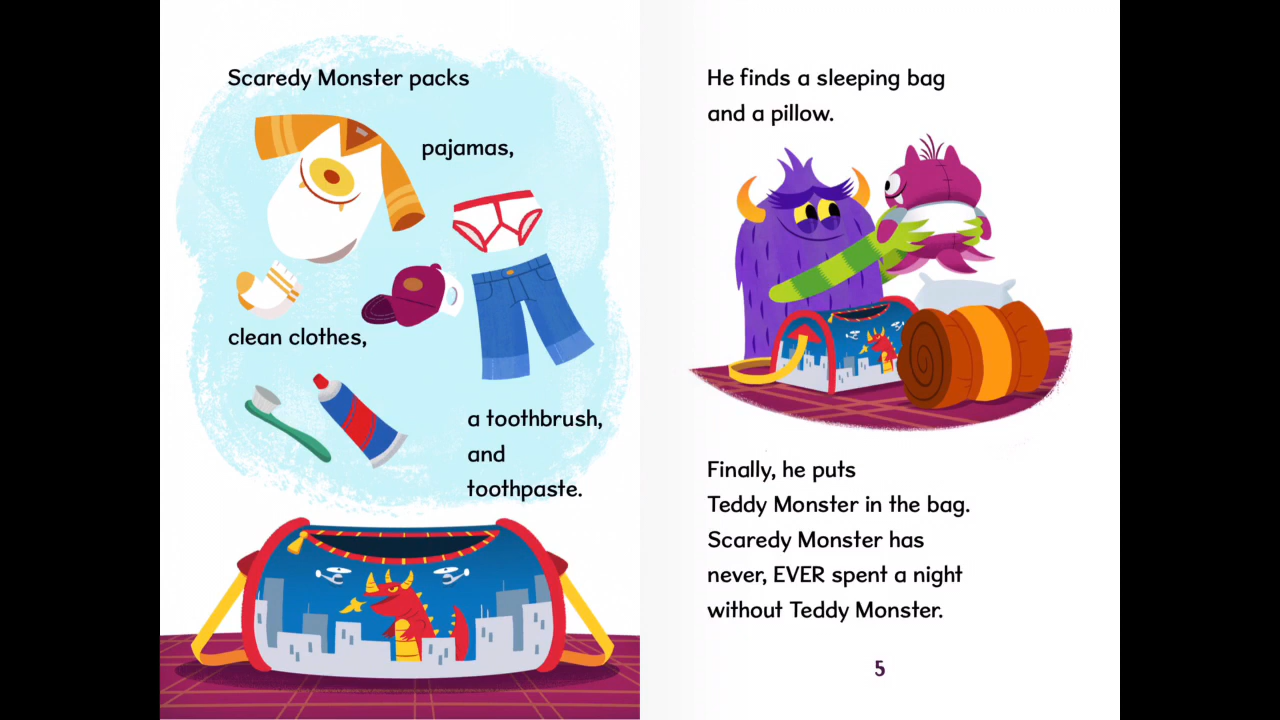 Scaredy Monster packs
pajamas,
clean clothes,
a toothbrush,
and
toothpaste.
He finds a sleeping bag
and a pillow.
Finally, he puts
Teddy Monster in the bag.
Scaredy Monster has
never, EVER spent a night
without Teddy Monster.
5